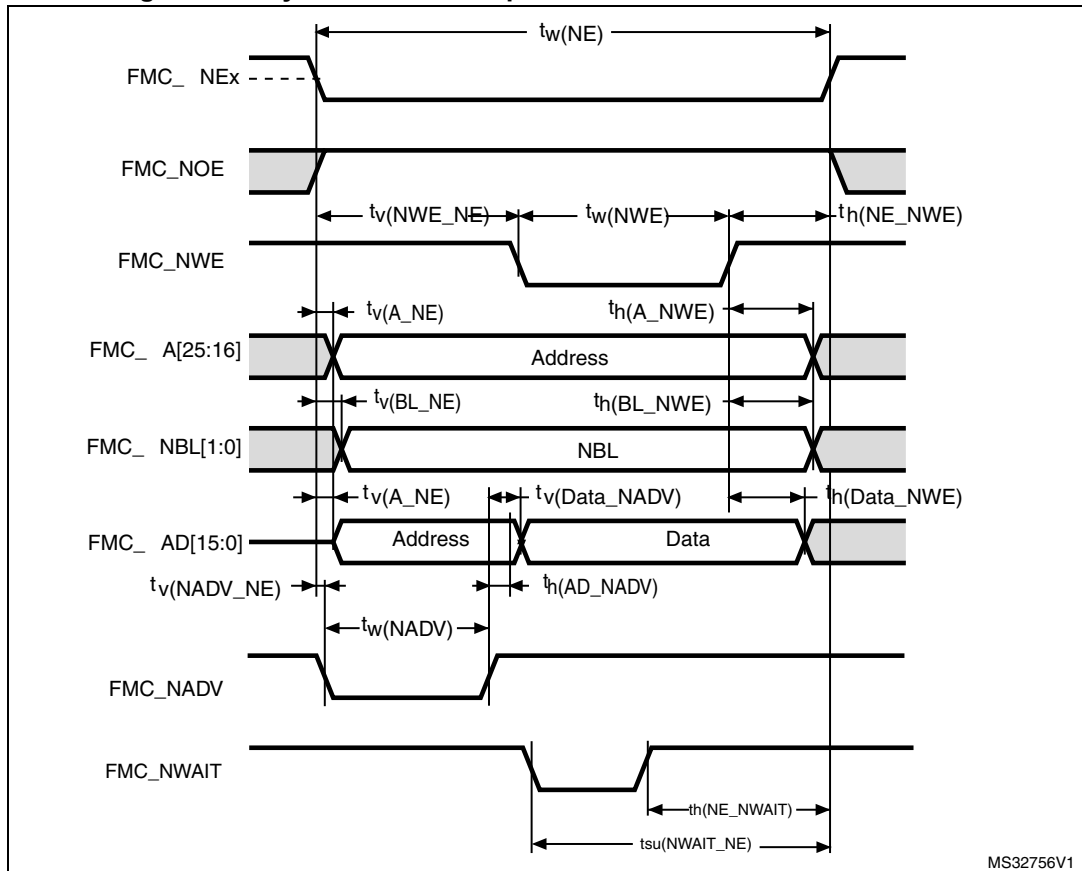 tw(NE)
FMC_ NEx
FMC_NOE
tv(NWE_NE)
tw(NWE)
th(NE_NWE)
FMC_NWE
tv(A_NE)
th(A_NWE)
FMC_ A[25:16]
Address
tv(BL_NE)
th(BL_NWE)
FMC_ NBL[1:0]
NBL
tv(A_NE)
tv(Data_NADV)
th(Data_NWE)
FMC_ AD[15:0]
Address
Data
tv(NADV_NE)
th(AD_NADV)
tw(NADV)
FMC_NADV
FMC_NWAIT
th(NE_NWAIT)
tsu(NWAIT_NE)
MS32756V1